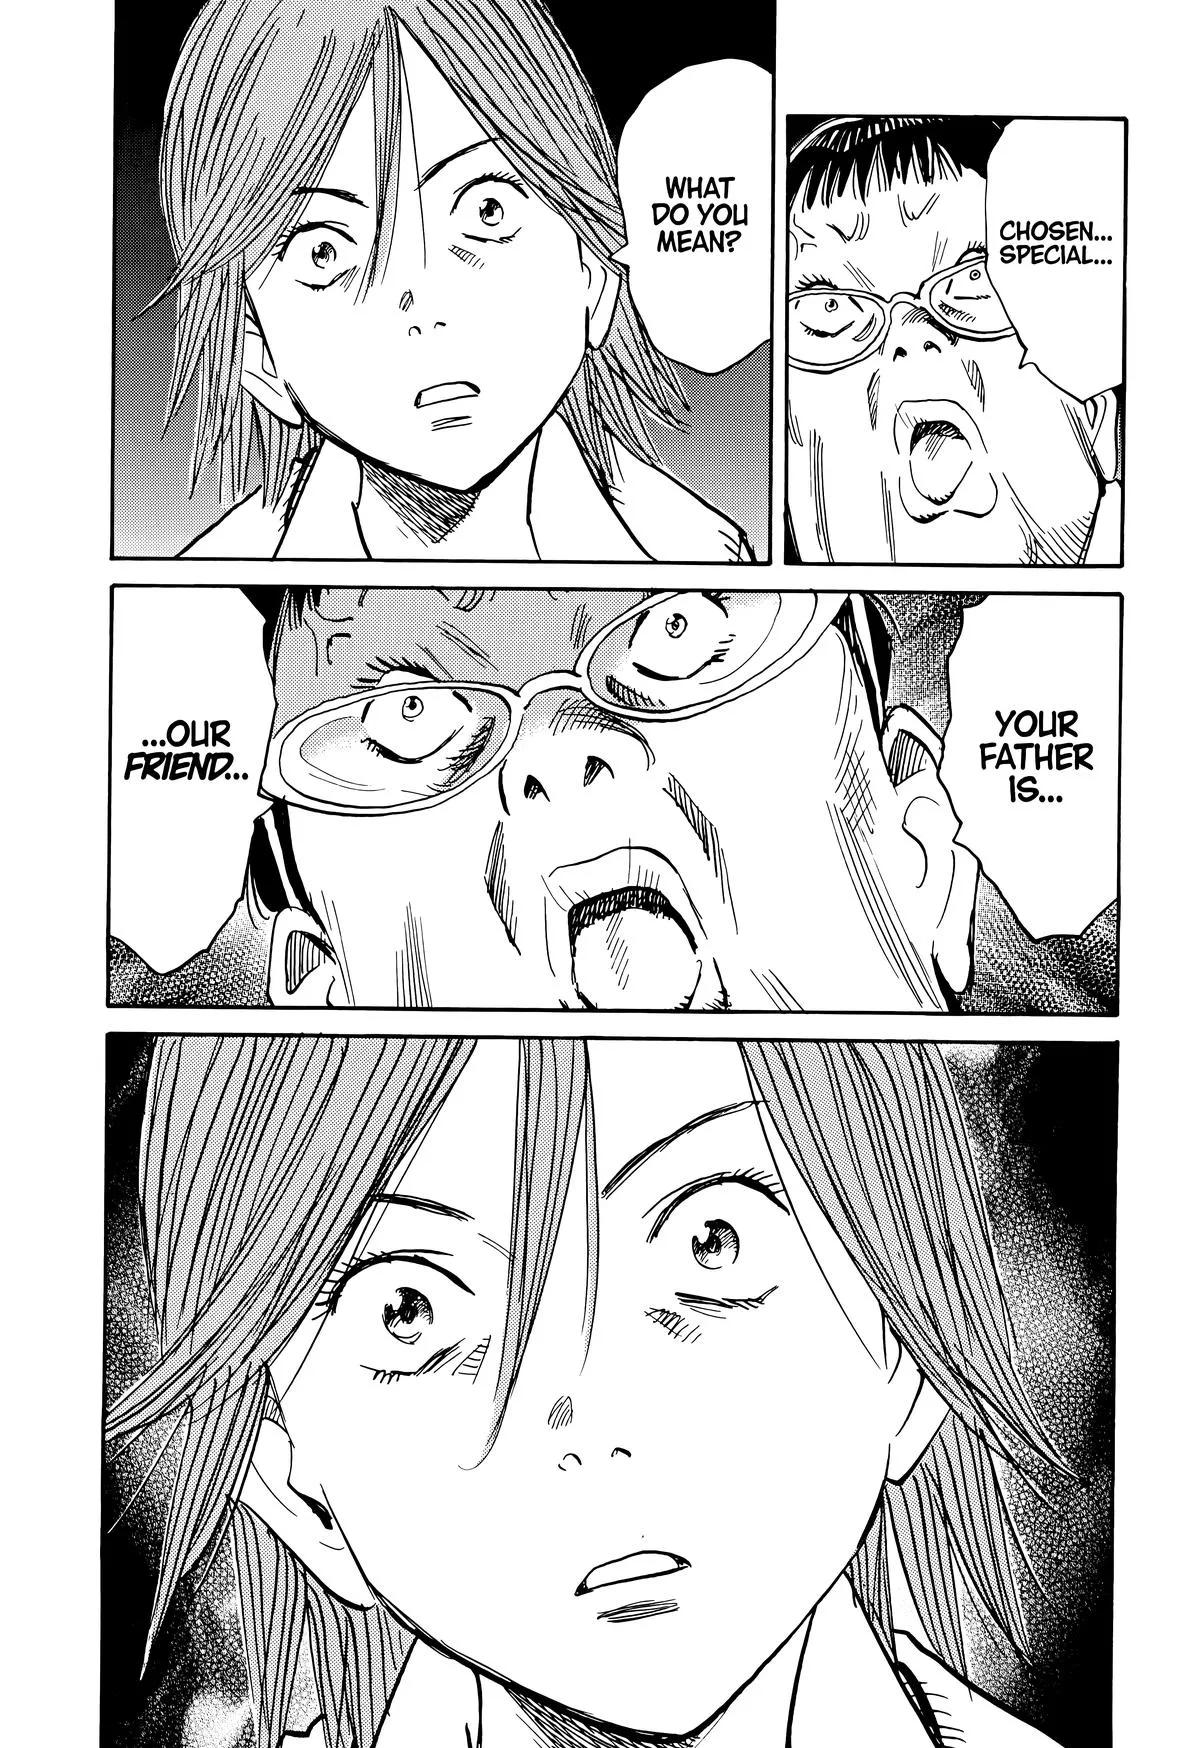 CHOSEN...
SPECIAL...
WHAT
DO YOU
MEAN?
YOUR
FATHER
IS...
...OUR
FRIEND...